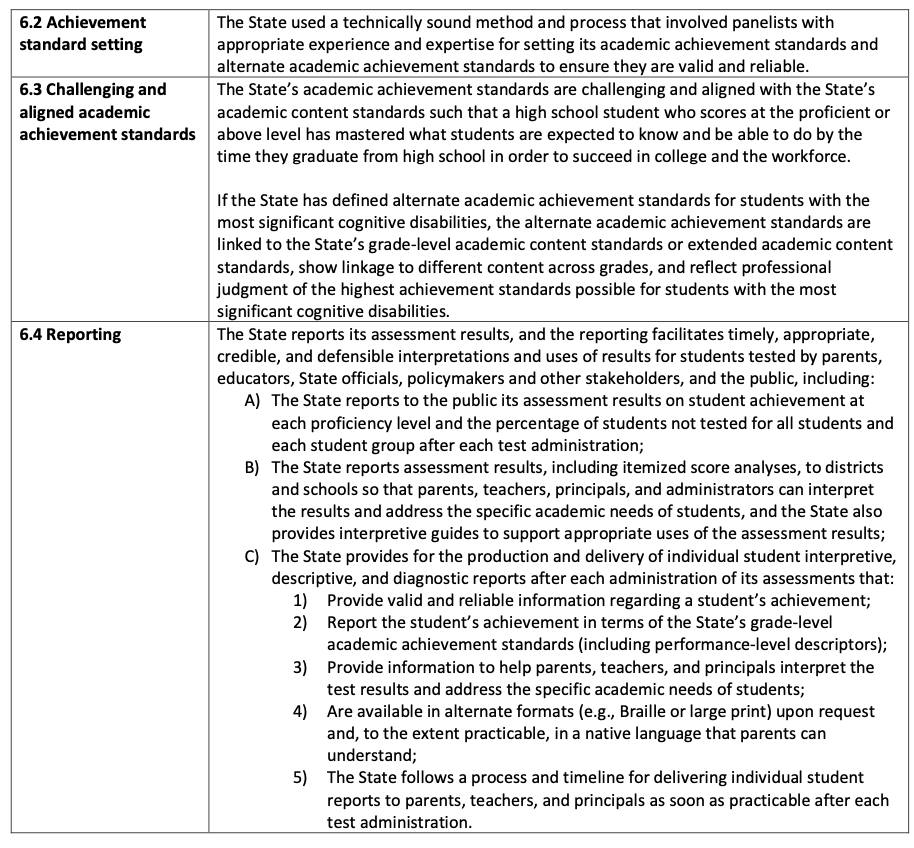 6.2 Achievement
standard setting
The State used a technically sound method and process that involved panelists with
appropriate experience and expertise for setting its academic achievement standards and
alternate academic achievement standards to ensure they are valid and reliable.
6.3 Challenging and
aligned academic
achievement standards
The State’s academic achievement standards are challenging and aligned with the State’s
academic content standards such that a high school student who scores at the proficient or
above level has mastered what students are expected to know and be able to do by the
time they graduate from high school in order to succeed in college and the workforce.
If the State has defined alternate academic achievement standards for students with the
most significant cognitive disabilities, the alternate academic achievement standards are
linked to the State’s grade-level academic content standards or extended academic content
standards, show linkage to different content across grades, and reflect professional
judgment of the highest achievement standards possible for students with the most
significant cognitive disabilities.
6.4 Reporting
The State reports its assessment results, and the reporting facilitates timely, appropriate,
credible, and defensible interpretations and uses of results for students tested by parents,
educators, State officials, policymakers and other stakeholders, and the public, including:
A) The State reports to the public its assessment results on student achievement at
each proficiency level and the percentage of students not tested for all students and
each student group after each test administration;
B) The State reports assessment results, including itemized score analyses, to districts
and schools so that parents, teachers, principals, and administrators can interpret
the results and address the specific academic needs of students, and the State also
provides interpretive guides to support appropriate uses of the assessment results;
C) The State provides for the production and delivery of individual student interpretive,
descriptive, and diagnostic reports after each administration of its assessments that:
1) Provide valid and reliable information regarding a student’s achievement;
2) Report the student’s achievement in terms of the State’s grade-level
academic achievement standards (including performance-level descriptors);
3) Provide information to help parents, teachers, and principals interpret the
test results and address the specific academic needs of students;
4) Are available in alternate formats (e.g., Braille or large print) upon request
and, to the extent practicable, in a native language that parents can
understand;
5) The State follows a process and timeline for delivering individual student
reports to parents, teachers, and principals as soon as practicable after each
test administration.